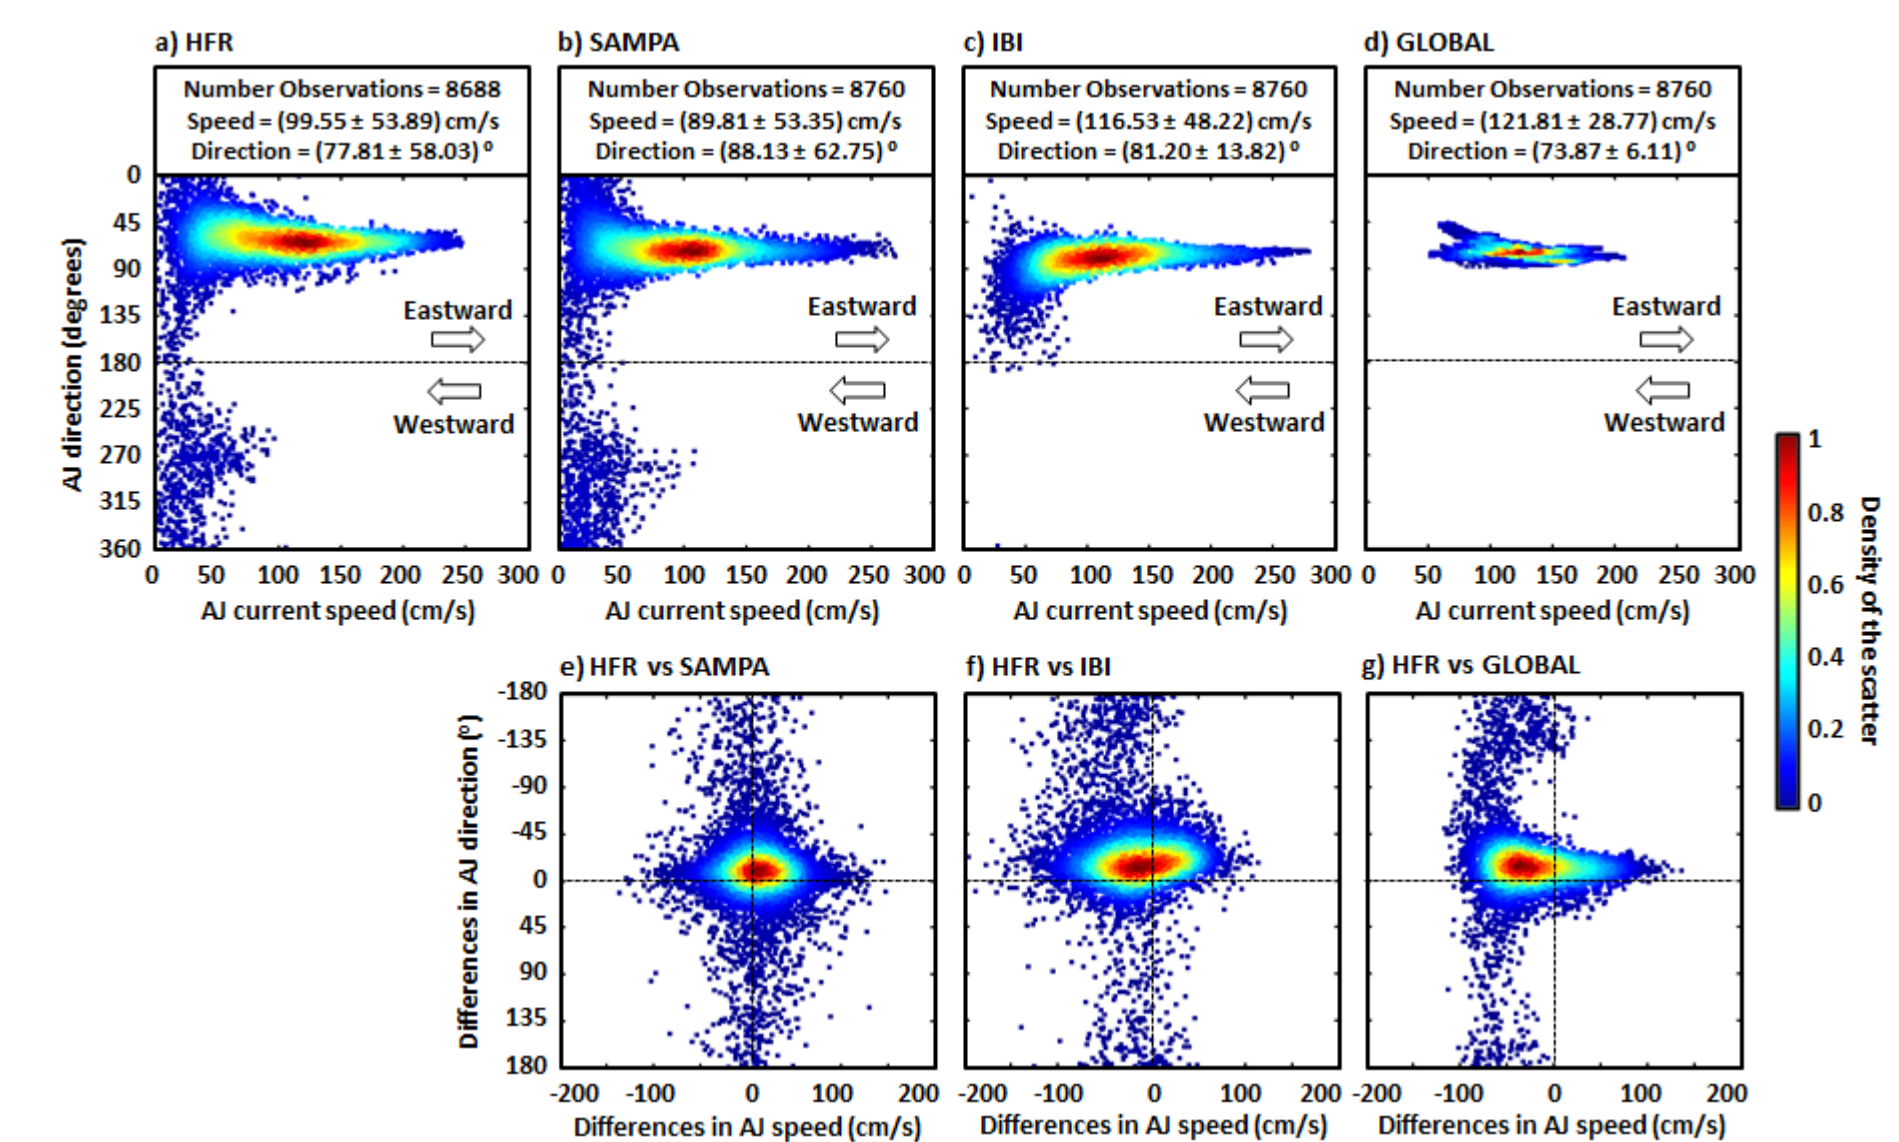 a) HFR
b) SAMPA
c) IBI
d) GLOBAL
Number Observations = 8688
Speed = (99.55 ± 53.89) cm/s
Direction = (77.81 ± 58.03) º
Number Observations = 8760
Speed = (89.81 ± 53.35) cm/s
Direction = (88.13 ± 62.75) º
Number Observations = 8760
Speed = (116.53 ± 48.22) cm/s
Direction = (81.20 ± 13.82) º
Number Observations = 8760
Speed = (121.81 ± 28.77) cm/s
Direction = (73.87 ± 6.11) º
AJ direction (degrees)
0
45
90
135
180
225
270
315
360
Eastward
Westward
Eastward
Westward
Eastward
Westward
Eastward
Westward
0 50 100 150 200 250 300
0 50 100 150 200 250 300
0 50 100 150 200 250 300
0 50 100 150 200 250 300
AJ current speed (cm/s)
AJ current speed (cm/s)
AJ current speed (cm/s)
AJ current speed (cm/s)
1
0.8
0.6
0.4
0.2
0
Density of the scatter
e) HFR vs SAMPA
f) HFR vs IBI
g) HFR vs GLOBAL
Differences in AJ direction (º)
-180
-135
-90
-45
0
45
90
135
180
-200 -100 0 100 200
-200 -100 0 100 200
-200 -100 0 100 200
Differences in AJ speed (cm/s)
Differences in AJ speed (cm/s)
Differences in AJ speed (cm/s)